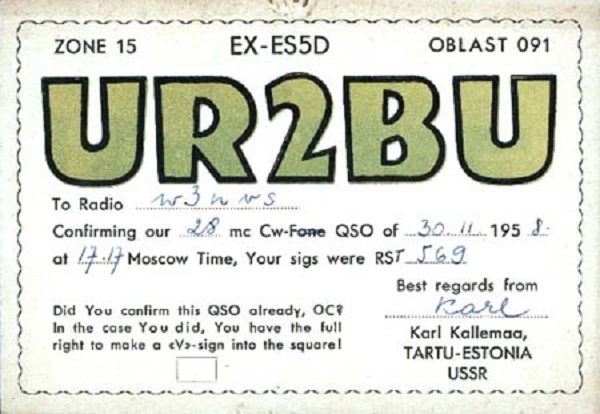 ZONE 15 EX-ES5D OBLAST 091
UR2BU
To Radio w3nvs
Confirming our 28 mc Cw-Fone QSO of 30.11. 1958.
at 17.17 Moscow Time, Your sigs were RST 569
Best regards from
Karl
Karl Kallemaa,
TARTU-ESTONIA
USSR
Did You confirm this QSO already, OC?
In the case You did, You have the full
right to make a «V»-sign into the square!